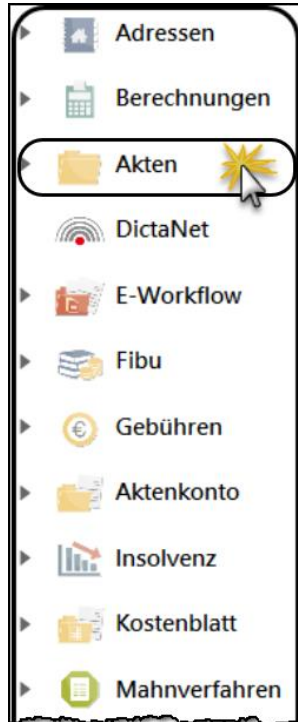 Adressen
Berechnungen
Akten
DictaNet
E-Workflow
Fibu
Gebühren
Aktenkonto
Insolvenz
Kostenblatt
Mahnverfahren